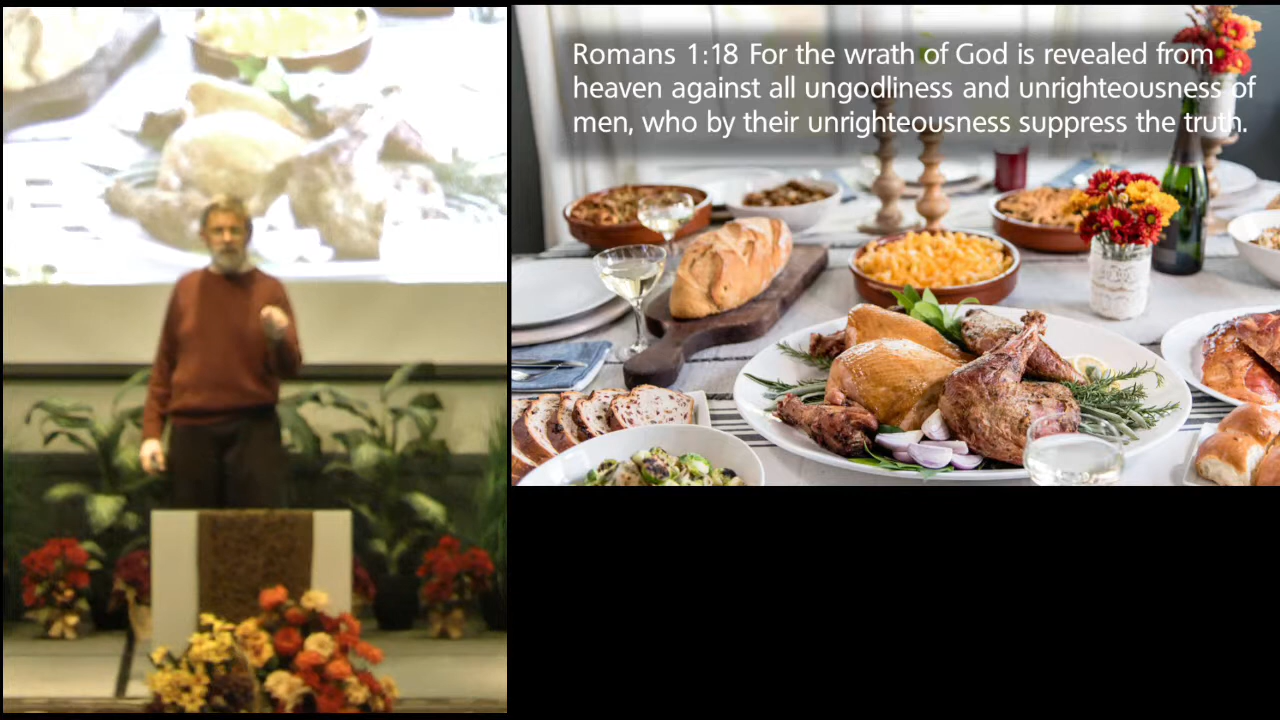 Romans 1:18 For the wrath of God is revealed from
heaven against all ungodliness and unrighteousness of
men, who by their unrighteousness suppress the truth.